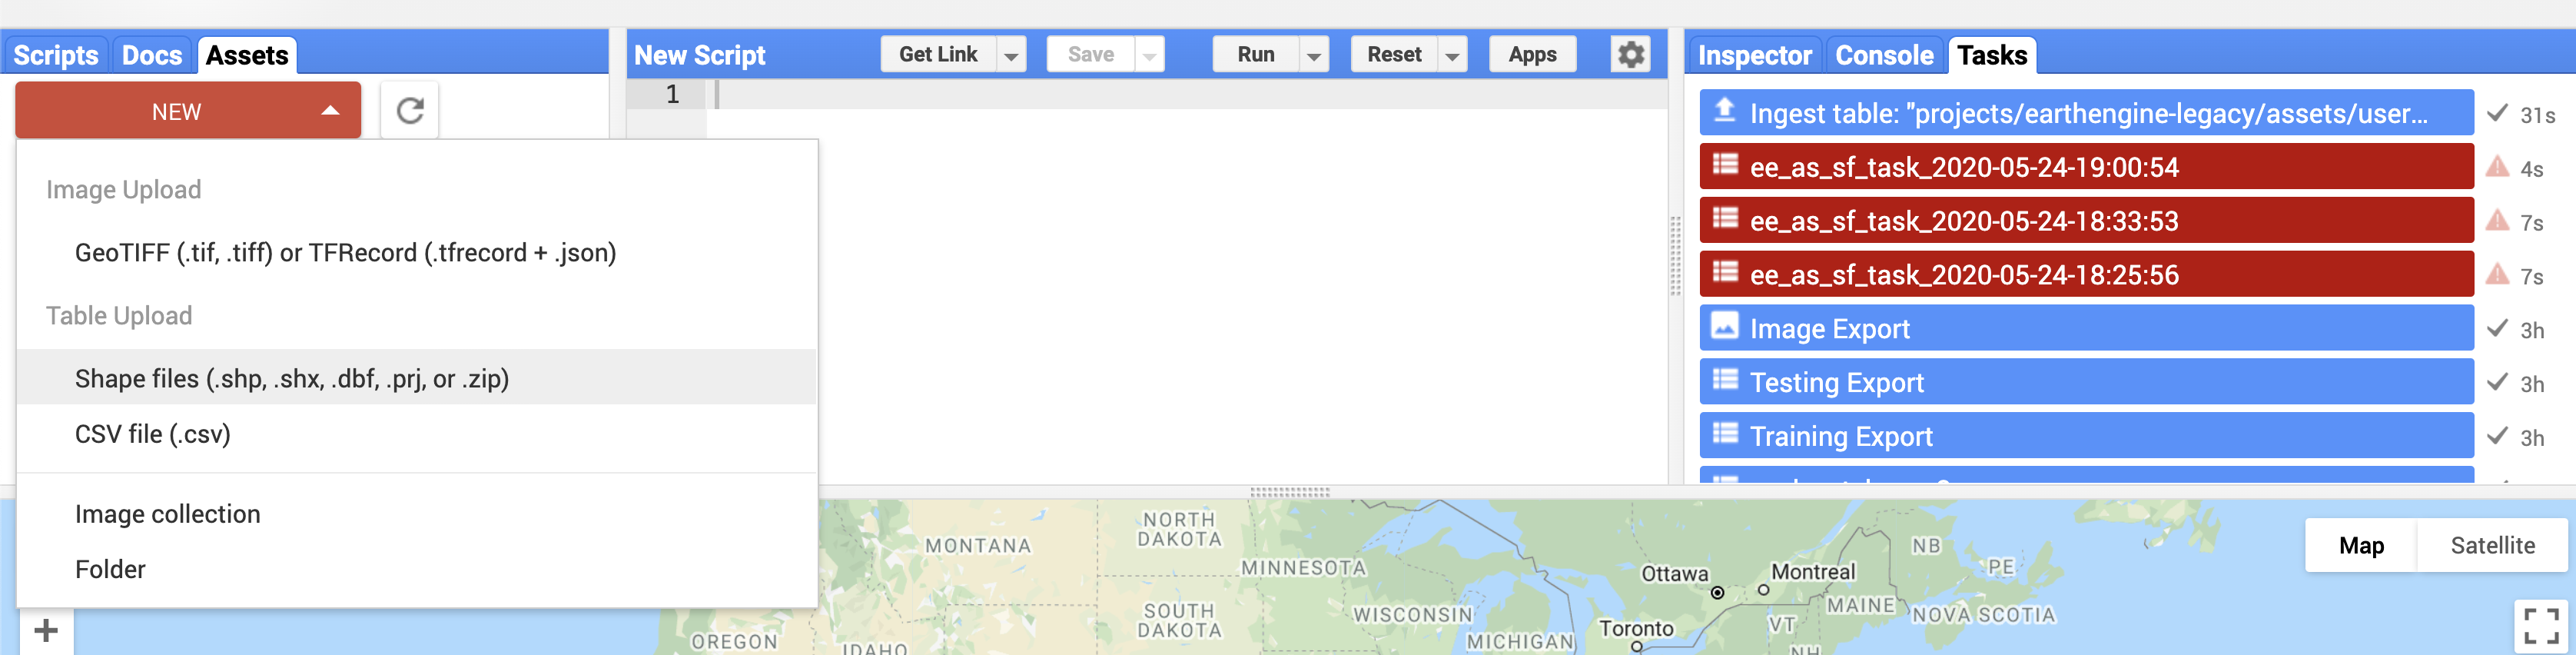 Scripts Docs Assets
NEW
Image Upload
GeoTIFF (.tif, .tiff) or TFRecord (.tfrecord + .json)
Table Upload
Shape files (.shp, .shx, .dbf, .prj, or .zip)
CSV file (.csv)
Image collection
Folder
New Script Get Link Save Run Reset Apps
1
Inspector Console Tasks
Ingest table: "projects/earthengine-legacy/assets/user... 31s
ee_as_sf_task_2020-05-24-19:00:54 4s
ee_as_sf_task_2020-05-24-18:33:53 7s
ee_as_sf_task_2020-05-24-18:25:56 7s
Image Export 3h
Testing Export 3h
Training Export 3h
+
MONTANA
NORTH
DAKOTA
MINNESOTA
SOUTH
DAKOTA
WISCONSIN
MICHIGAN
OREGON
IDAHO
Ottawa
Montreal
Toronto
MAINE
VT
NH
NB
PE
NOVA SCOTIA
Map Satellite